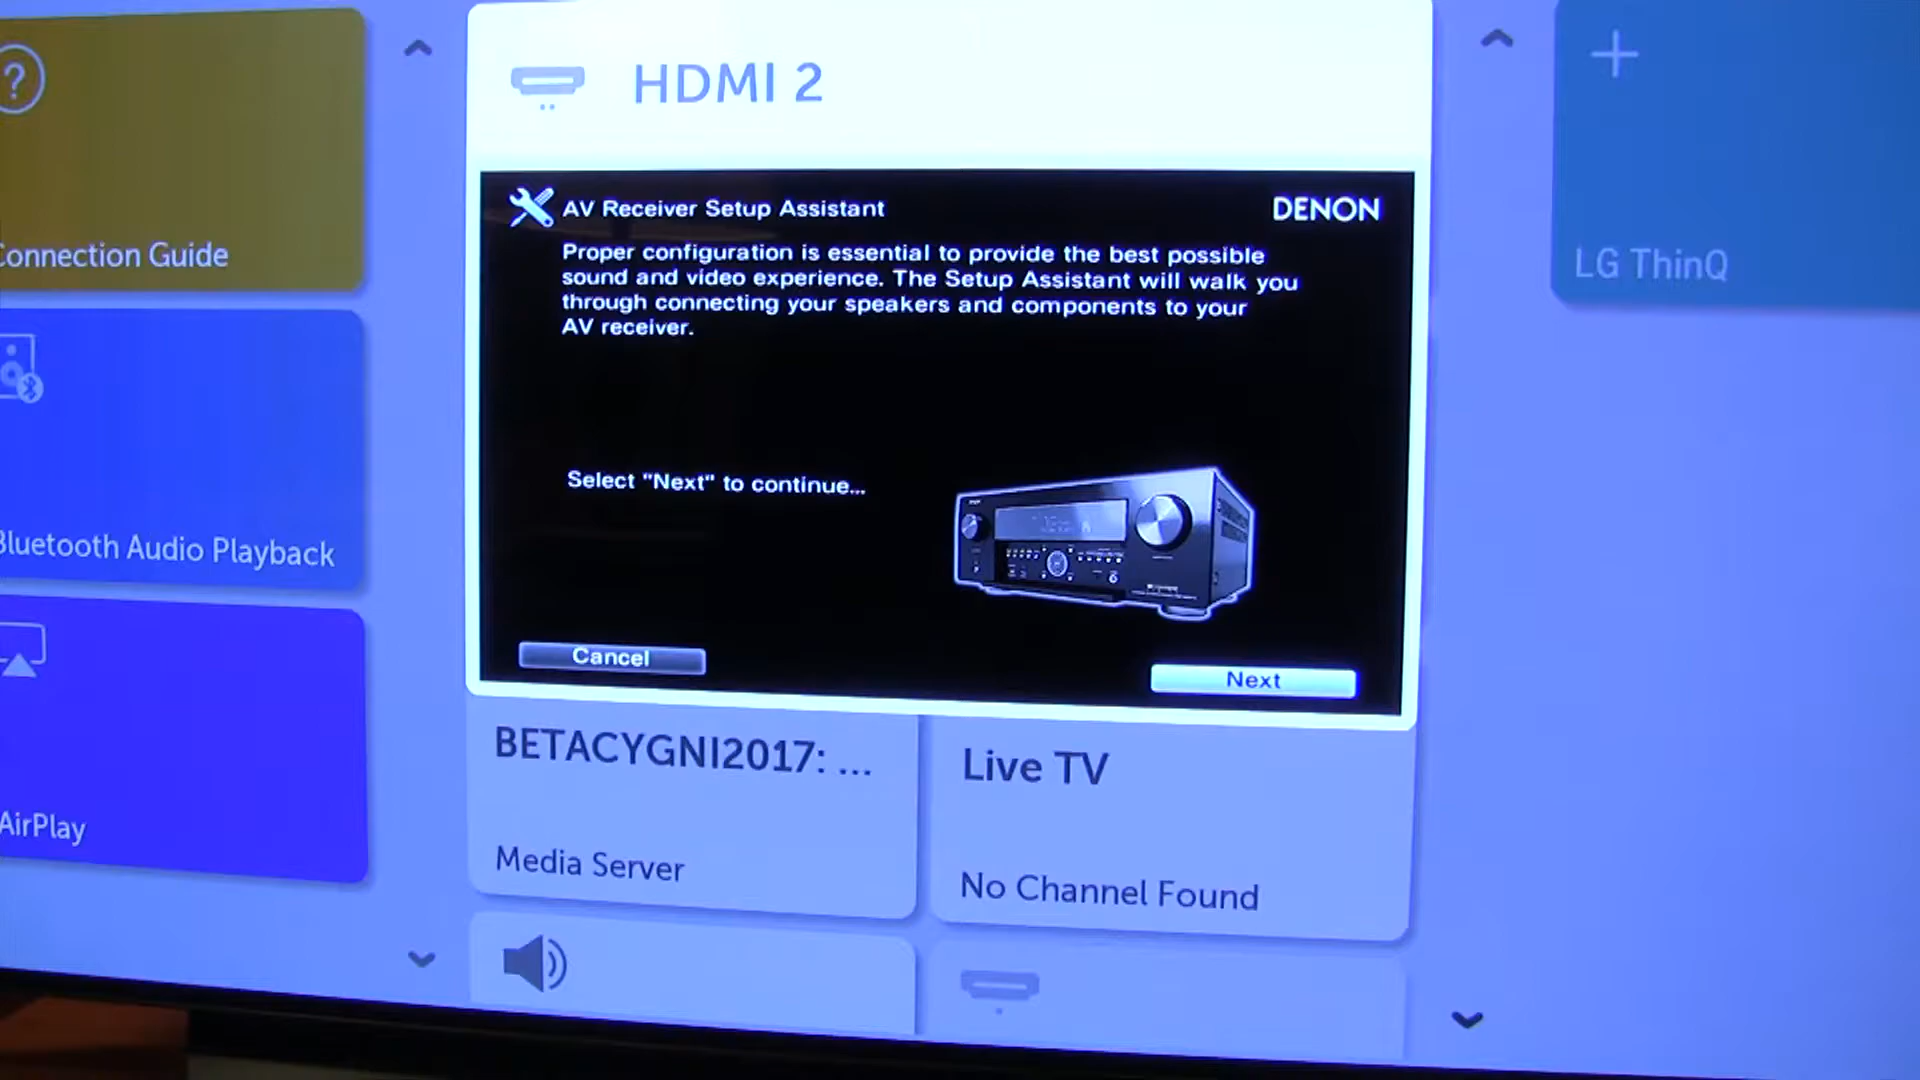 ?
Connection Guide
Bluetooth Audio Playback
AirPlay
HDMI 2
AV Receiver Setup Assistant
DENON
Proper configuration is essential to provide the best possible
sound and video experience. The Setup Assistant will walk you
through connecting your speakers and components to your
AV receiver.
Select "Next" to continue...
Cancel
Next
BETACYGNI2017: ...
Media Server
Live TV
No Channel Found
LG ThinQ